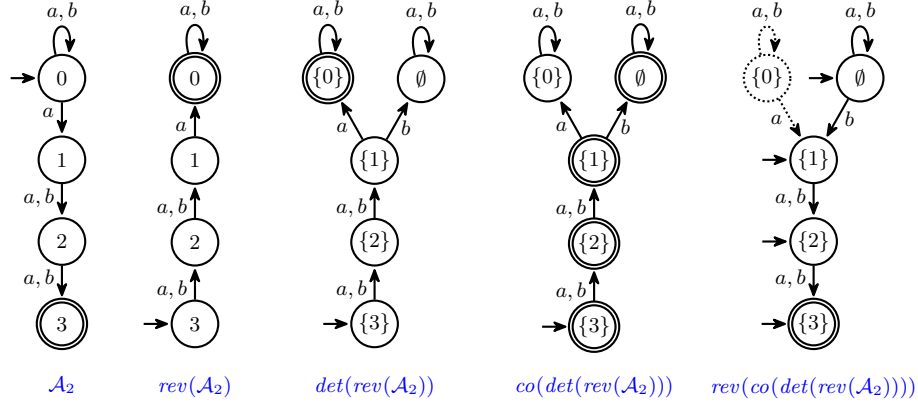 a, b a, b a, b a, b a, b a, b a, b a, b
0 0 {0} ∅ {0} ∅ {0} ∅
a a a b a b a b
1 1 {1} {1} {1}
a, b a, b a, b a, b a, b
2 2 {2} {2} {2}
a, b a, b a, b a, b a, b
3 3 {3} {3} {3}
𝒜₂ rev(𝒜₂) det(rev(𝒜₂)) co(det(rev(𝒜₂))) rev(co(det(rev(𝒜₂))))